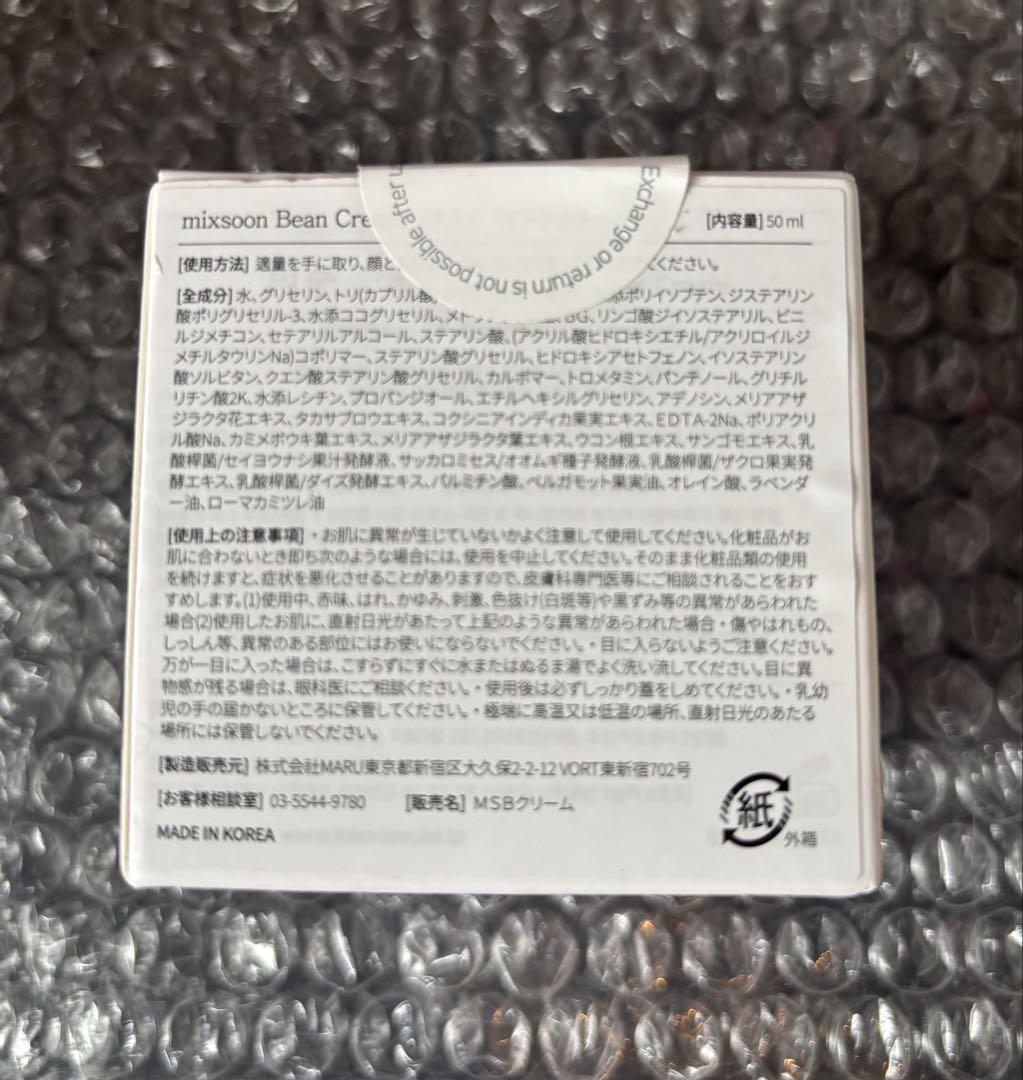 mixsoon Bean Cre
[内容量] 50 ml
Exchange or return is not possible after u
[使用方法] 適量を手に取り、顔と
ください。
[全成分] 水、グリセリン、トリ(カプリル酸 添ポリイソブテン、ジステアリン
酸ポリグリセリル-3、水添ココグリセリル、メドウ BG、リンゴ酸ジイソステアリル、ビニ
ルジメチコン、セテアリルアルコール、ステアリン酸、(アクリル酸ヒドロキシエチル/アクリロイルジ
メチルタウリンNa)コポリマー、ステアリン酸グリセリル、ヒドロキシアセトフェノン、イソステアリン
酸ソルビタン、クエン酸ステアリン酸グリセリル、カルボマー、トロメタミン、パンテノール、グリチル
リチン酸2K、水添レシチン、プロパンジオール、エチルヘキシルグリセリン、アデノシン、メリアアザ
ジラクタ花エキス、タカサブロウエキス、コクシニアインディカ果実エキス、EDTA-2Na、ポリアクリ
ル酸Na、カミメボウキ葉エキス、メリアアザジラクタ葉エキス、ウコン根エキス、サンゴモエキス、乳
酸桿菌/セイヨウナシ果汁発酵液、サッカロミセス/オオムギ種子発酵液、乳酸桿菌/ザクロ果実発
酵エキス、乳酸桿菌/ダイズ発酵エキス、パルミチン酸、ベルガモット果実油、オレイン酸、ラベンダ
ー油、ローマカミツレ油
[使用上の注意事項]・お肌に異常が生じていないかよく注意して使用してください。化粧品がお
肌に合わないとき即ち次のような場合には、使用を中止してください。そのまま化粧品類の使用
を続けますと、症状を悪化させることがありますので、皮膚科専門医等にご相談されることをおす
すめします。(1)使用中、赤味、はれ、かゆみ、刺激、色抜け(白斑等)や黒ずみ等の異常があらわれた
場合(2)使用したお肌に、直射日光があたって上記のような異常があらわれた場合・傷やはれもの、
しっしん等、異常のある部位にはお使いにならないでください。・目に入らないようご注意ください。
万が一目に入った場合は、こすらずにすぐに水またはぬるま湯でよく洗い流してください。目に異
物感が残る場合は、眼科医にご相談ください。・使用後は必ずしっかり蓋をしめてください。・乳幼
児の手の届かないところに保管してください。・極端に高温又は低温の場所、直射日光のあたる
場所には保管しないでください。
[製造販売元] 株式会社MARU東京都新宿区大久保2-2-12 VORT東新宿702号
[お客様相談室] 03-5544-9780 [販売名] MSBクリーム
MADE IN KOREA
紙
外箱